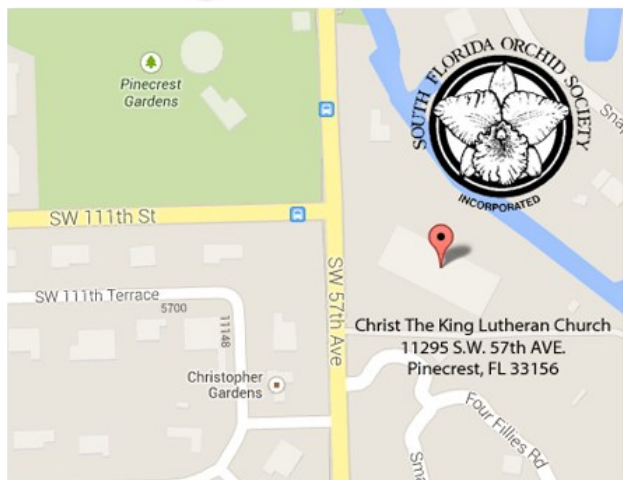 Pinecrest
Gardens
SOUTH FLORIDA ORCHID SOCIETY
INCORPORATED
SW 111th St
SW 57th Ave
SW 111th Terrace
5700
11148
Christ The King Lutheran Church
11295 S.W. 57th AVE.
Pinecrest, FL 33156
Christopher
Gardens
Four Fillies Rd